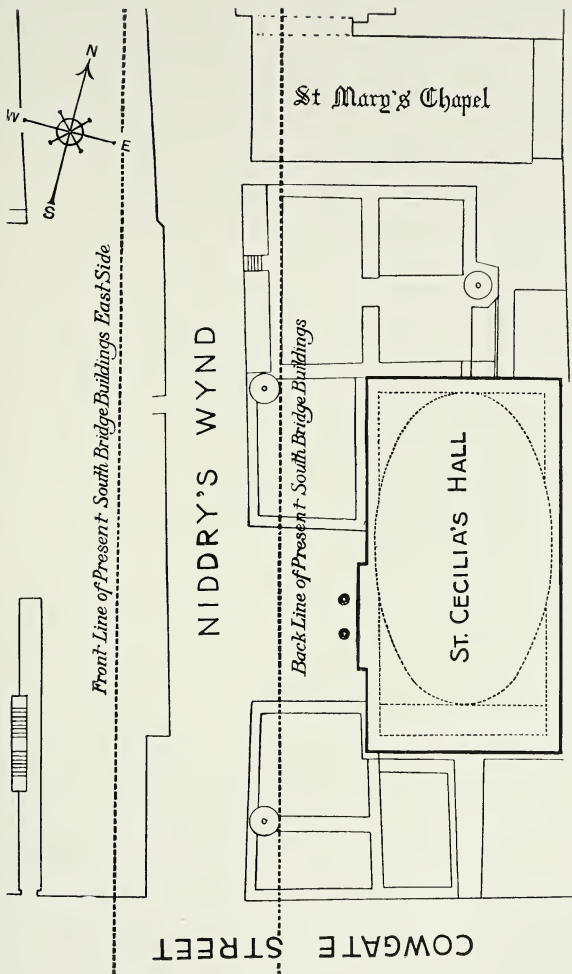 N
W
E
S
St Mary's Chapel
Front Line of Present South Bridge Buildings East Side
NIDDRY'S WYND
Back Line of Present South Bridge Buildings
ST. CECILIA'S HALL
COWGATE STREET